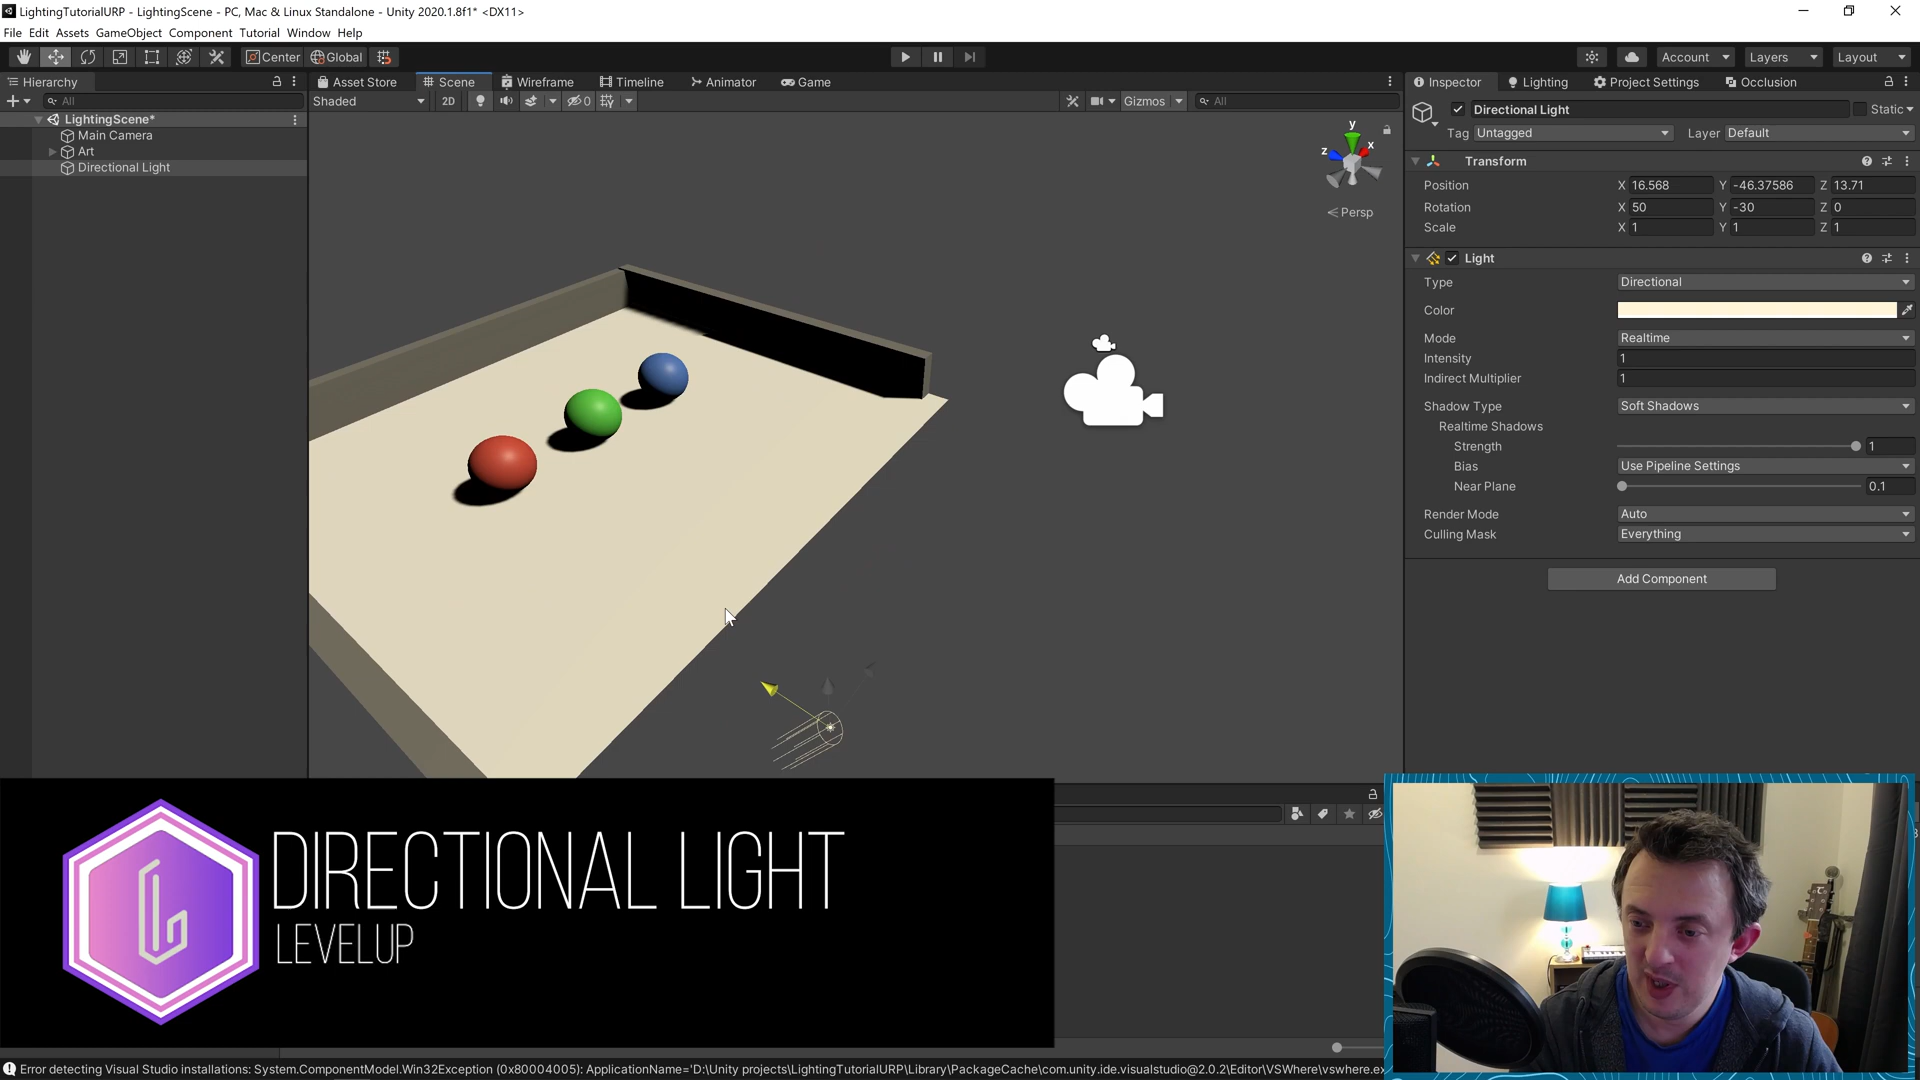 LightingTutorialURP - LightingScene - PC, Mac & Linux Standalone - Unity 2020.1.8f1* <DX11>
File Edit Assets GameObject Component Tutorial Window Help
Center Global Account Layers Layout
Hierarchy Asset Store Scene Wireframe Timeline Animator Game Inspector Lighting Project Settings Occlusion
All Shaded 2D 0 Gizmos All
Directional Light Static
Tag Untagged Layer Default
LightingScene*
Main Camera
Art
Directional Light
y
x
z
Persp
Transform
Position X 16.568 Y -46.37586 Z 13.71
Rotation X 50 Y -30 Z 0
Scale X 1 Y 1 Z 1
Light
Type Directional
Color
Mode Realtime
Intensity 1
Indirect Multiplier 1
Shadow Type Soft Shadows
Realtime Shadows
Strength 1
Bias Use Pipeline Settings
Near Plane 0.1
Render Mode Auto
Culling Mask Everything
Add Component
DIRECTIONAL LIGHT
LEVELUP
Error detecting Visual Studio installations: System.ComponentModel.Win32Exception (0x80004005): ApplicationName='D:\Unity projects\LightingTutorialURP\Library\PackageCache\com.unity.ide.visualstudio@2.0.2\Editor\VSWhere\vswhere.ex